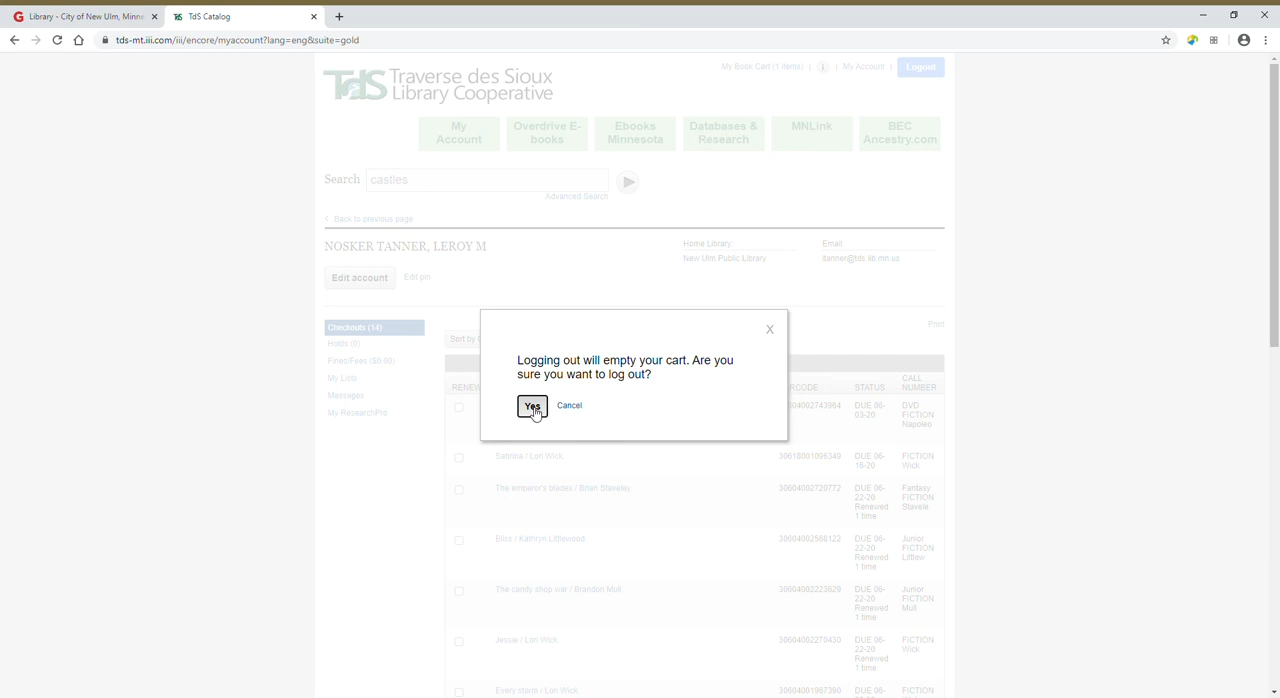 Library - City of New Ulm, Minne
TdS Catalog
tds-mt.iii.com/iii/encore/myaccount?lang=eng&suite=gold
My Book Cart (1 items) | i | My Account | Logout
TdS Traverse des Sioux
Library Cooperative
My Account
Overdrive E-books
Ebooks Minnesota
Databases & Research
MNLink
BEC Ancestry.com
Search castles
Advanced Search
< Back to previous page
NOSKER TANNER, LEROY M
Home Library:
New Ulm Public Library
Email
ltanner@tds.lib.mn.us
Edit account Edit pin
Checkouts (14)
Holds (0)
Fines/Fees ($0.00)
My Lists
Messages
My ResearchPro
Print
Sort by
X
Logging out will empty your cart. Are you
sure you want to log out?
Yes Cancel
RENEW
RCODE STATUS CALL NUMBER
04002743964 DUE 06-03-20 DVD FICTION Napoleo
Sabrina / Lori Wick. 30618001096349 DUE 06-16-20 FICTION Wick
The emperor's blades / Brian Staveley 30604002720772 DUE 06-22-20 Renewed 1 time Fantasy FICTION Stavele
Bliss / Kathryn Littlewood. 30604002568122 DUE 06-22-20 Renewed 1 time Junior FICTION Littlew
The candy shop war / Brandon Mull. 30604002223629 DUE 06-22-20 Renewed 1 time Junior FICTION Mull
Jessie / Lori Wick. 30604002270430 DUE 06-22-20 Renewed 1 time FICTION Wick
Every storm / Lori Wick. 30604001967390 DUE 06- FICTION